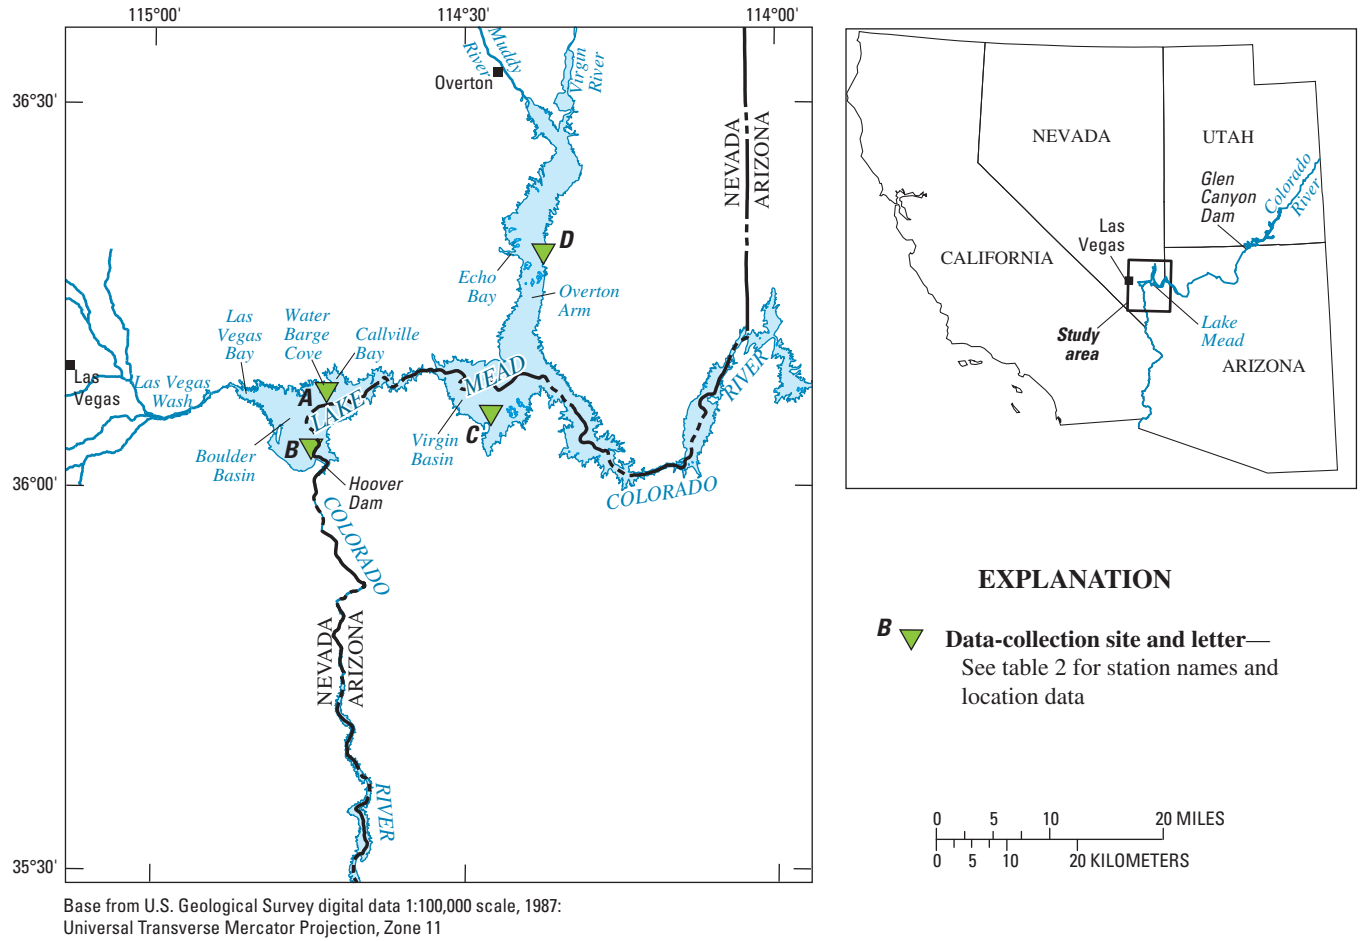 115°00'
114°30'
114°00'
36°30'
36°00'
35°30'
Muddy
River
Virgin
River
Overton
NEVADA
ARIZONA
D
Echo
Bay
Overton
Arm
Las
Vegas
Bay
Water
Barge
Cove
Callville
Bay
Las
Vegas
Las Vegas
Wash
A
LAKE
MEAD
RIVER
C
B
Boulder
Basin
Virgin
Basin
Hoover
Dam
COLORADO
COLORADO
NEVADA
ARIZONA
RIVER
Base from U.S. Geological Survey digital data 1:100,000 scale, 1987:
Universal Transverse Mercator Projection, Zone 11
NEVADA
UTAH
Glen
Canyon
Dam
Colorado
River
Las
Vegas
CALIFORNIA
Study
area
Lake
Mead
ARIZONA
EXPLANATION
B
Data-collection site and letter—
See table 2 for station names and
location data
0 5 10 20 MILES
0 5 10 20 KILOMETERS